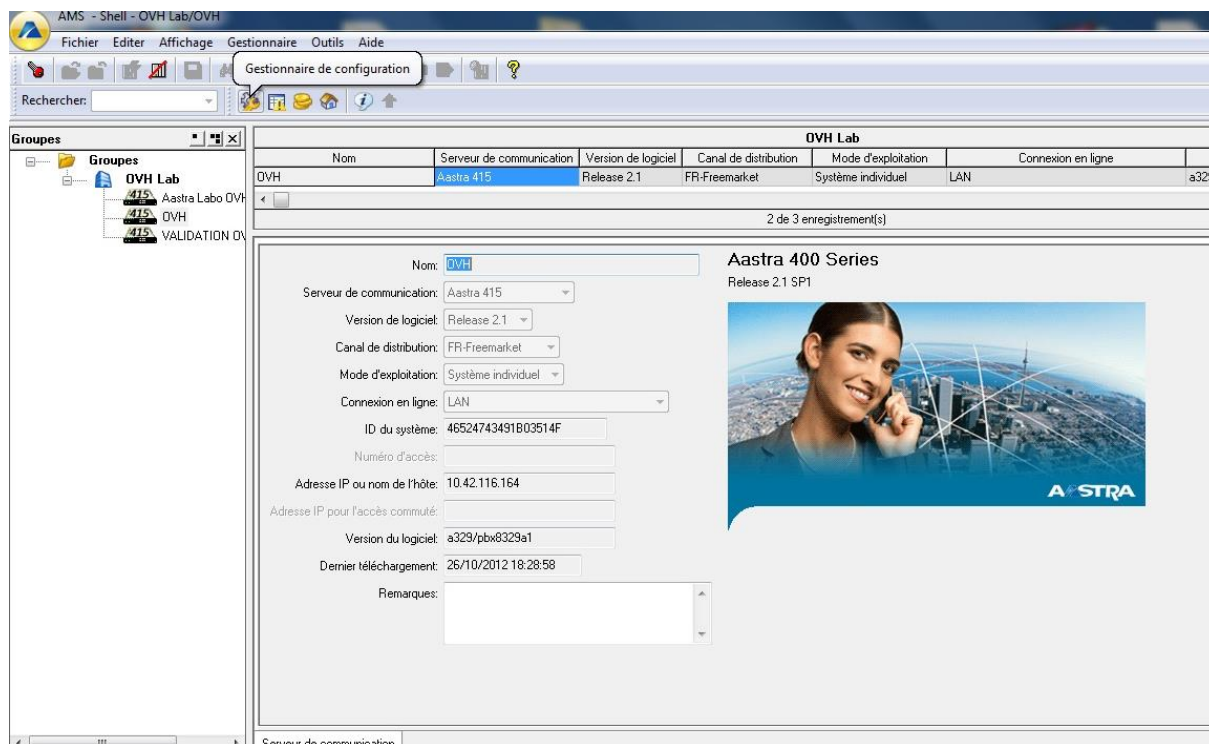 AMS - Shell - OVH Lab/OVH
Fichier Editer Affichage Gestionnaire Outils Aide
Gestionnaire de configuration
Rechercher:
Groupes
Groupes
OVH Lab
415 Aastra Labo OVH
415 OVH
415 VALIDATION
OVH Lab
Nom Serveur de communication Version de logiciel Canal de distribution Mode d'exploitation Connexion en ligne
OVH Aastra 415 Release 2.1 FR-Freemarket Système individuel LAN a32
2 de 3 enregistrement(s)
Nom: OVH
Serveur de communication: Aastra 415
Version de logiciel: Release 2.1
Canal de distribution: FR-Freemarket
Mode d'exploitation: Système individuel
Connexion en ligne: LAN
ID du système: 46524743491B03514F
Numéro d'accès:
Adresse IP ou nom de l'hôte: 10.42.116.164
Adresse IP pour l'accès commuté:
Version du logiciel: a329/pbx8329a1
Dernier téléchargement: 26/10/2012 18:28:58
Remarques:
Aastra 400 Series
Release 2.1 SP1
AASTRA
Serveur de communication